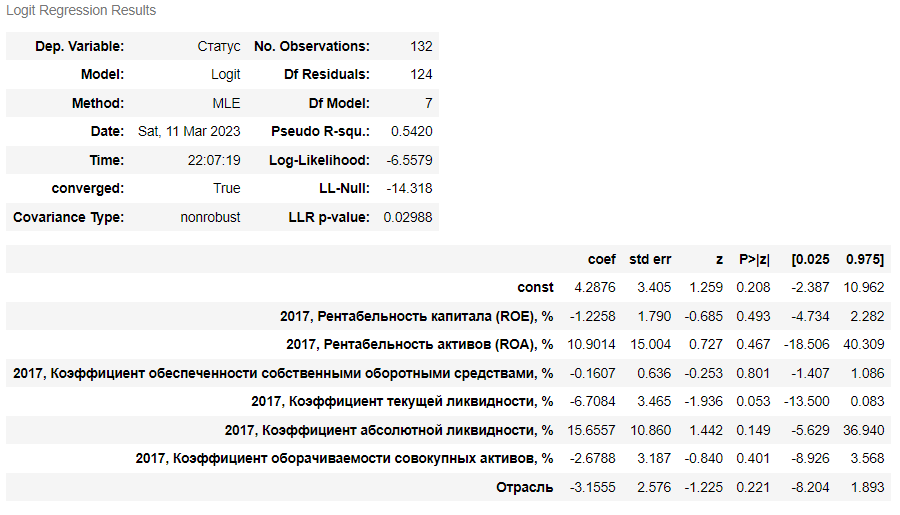 Logit Regression Results
Dep. Variable: Статус No. Observations: 132
Model: Logit Df Residuals: 124
Method: MLE Df Model: 7
Date: Sat, 11 Mar 2023 Pseudo R-squ.: 0.5420
Time: 22:07:19 Log-Likelihood: -6.5579
converged: True LL-Null: -14.318
Covariance Type: nonrobust LLR p-value: 0.02988
coef std err z P>|z| [0.025 0.975]
const 4.2876 3.405 1.259 0.208 -2.387 10.962
2017, Рентабельность капитала (ROE), % -1.2258 1.790 -0.685 0.493 -4.734 2.282
2017, Рентабельность активов (ROA), % 10.9014 15.004 0.727 0.467 -18.506 40.309
2017, Коэффициент обеспеченности собственными оборотными средствами, % -0.1607 0.636 -0.253 0.801 -1.407 1.086
2017, Коэффициент текущей ликвидности, % -6.7084 3.465 -1.936 0.053 -13.500 0.083
2017, Коэффициент абсолютной ликвидности, % 15.6557 10.860 1.442 0.149 -5.629 36.940
2017, Коэффициент оборачиваемости совокупных активов, % -2.6788 3.187 -0.840 0.401 -8.926 3.568
Отрасль -3.1555 2.576 -1.225 0.221 -8.204 1.893